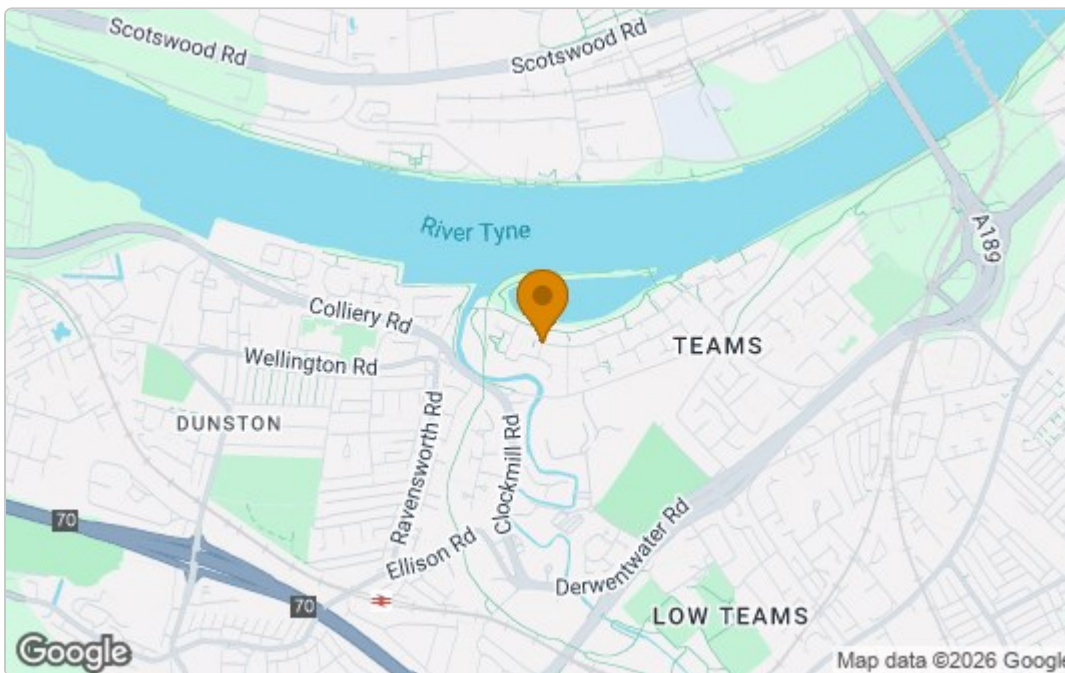 Scotswood Rd
Scotswood Rd
River Tyne
A189
Colliery Rd
TEAMS
Wellington Rd
DUNSTON
Ravensworth Rd
Clockmill Rd
70
Ellison Rd
Derwentwater Rd
70
LOW TEAMS
Google
Map data ©2026 Google